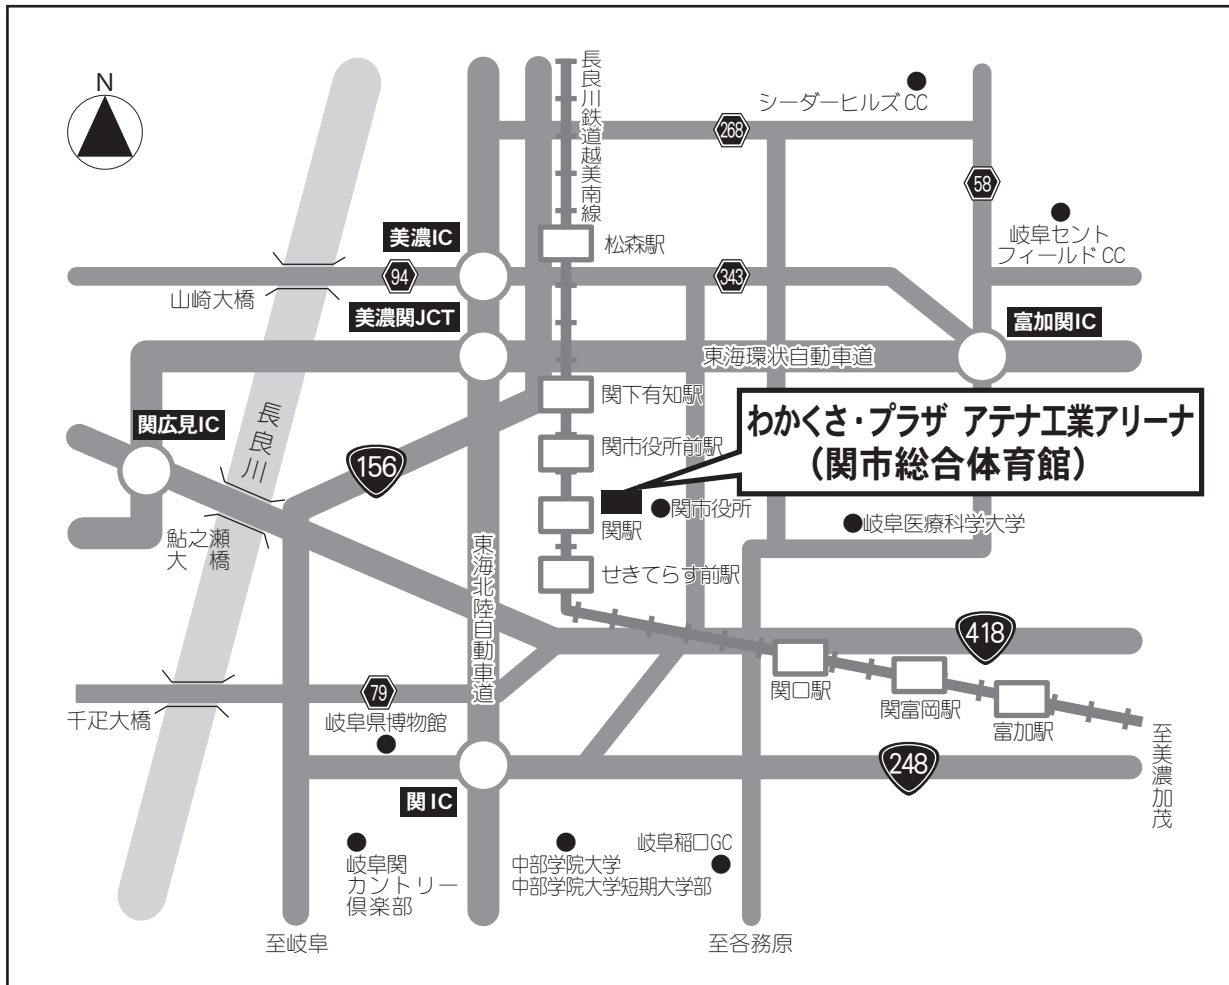 N
長良川鉄道越美南線
シーダーヒルズCC
268
58
岐阜セント
フィールドCC
美濃IC
松森駅
94
343
山崎大橋
美濃関JCT
富加関IC
東海環状自動車道
関下有知駅
わかくさ・プラザ アテナ工業アリーナ
(関市総合体育館)
長良川
関広見IC
関市役所前駅
156
関市役所
関駅
岐阜医療科学大学
鮎之瀬
大橋
東海北陸自動車道
せきてらす前駅
418
関口駅
関富岡駅
富加駅
79
千疋大橋
岐阜県博物館
至美濃加茂
248
関IC
岐阜関
カントリー
倶楽部
中部学院大学
中部学院大学短期大学部
岐阜稲口GC
至岐阜
至各務原